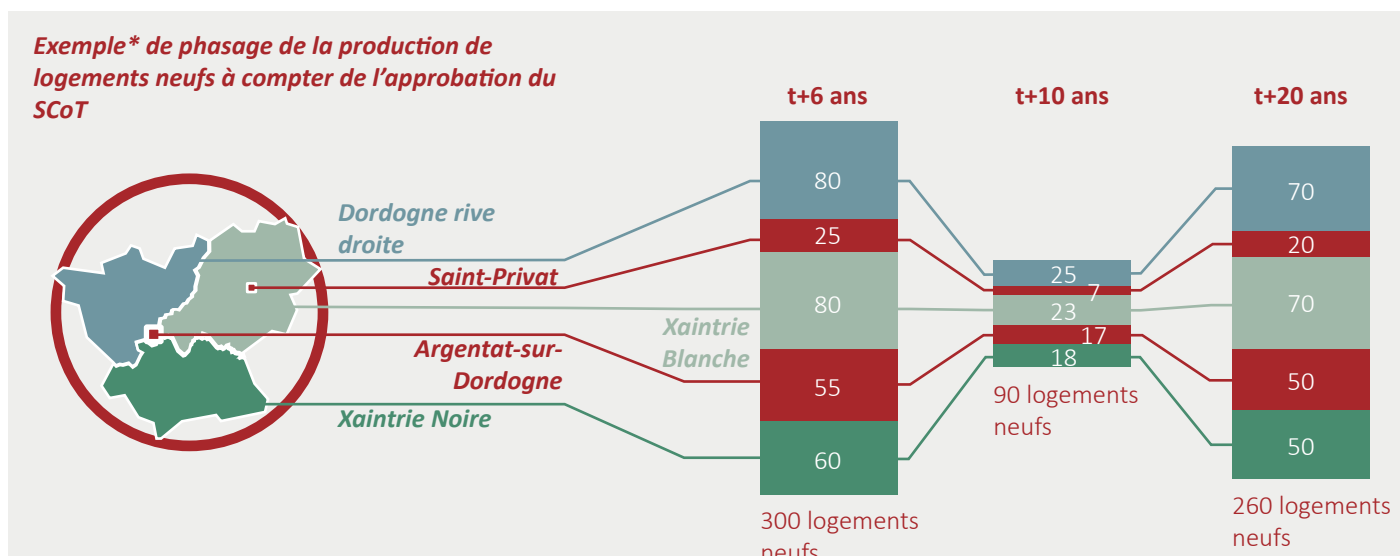 Exemple* de phasage de la production de
logements neufs à compter de l'approbation du
SCoT
t+6 ans
t+10 ans
t+20 ans
Dordogne rive
droite
Saint-Privat
Xaintrie
Blanche
Argentat-sur-
Dordogne
Xaintrie Noire
80
25
80
55
60
300 logements
neufs
25
7
23
17
18
90 logements
neufs
70
20
70
50
50
260 logements
neufs